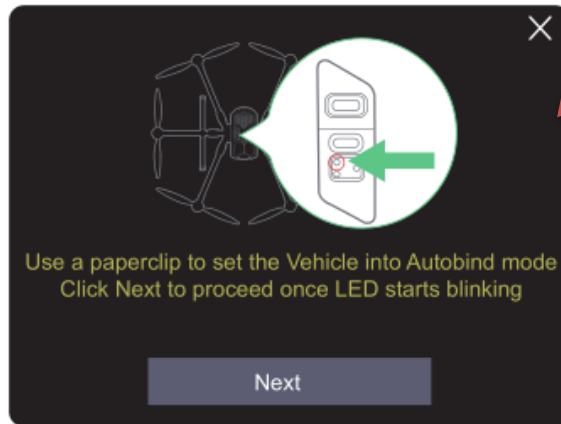 Use a paperclip to set the Vehicle into Autobind mode
Click Next to proceed once LED starts blinking
Next